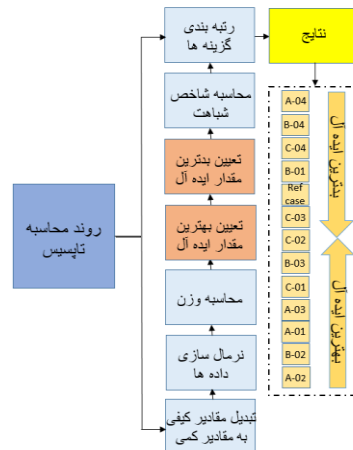 رتبه بندی
گزینه ها
نتایج
محاسبه شاخص
شباهت
تعیین بدترین
مقدار ایده آل
تعیین بهترین
مقدار ایده آل
روند محاسبه
تاپسیس
محاسبه وزن
نرمال سازی
داده ها
تبدیل مقادیر کیفی
به مقادیر کمی
A-04
B-04
C-04
B-01
Ref
case
C-03
C-02
B-03
C-01
A-03
A-01
B-02
A-02
بدترین ایده آل
بهترین ایده آل